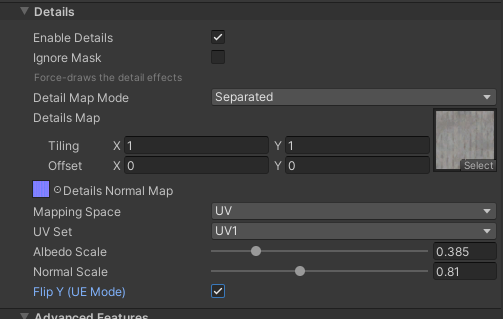 Details
Enable Details
Ignore Mask
Force-draws the detail effects
Detail Map Mode Separated
Details Map
Tiling X 1 Y 1
Offset X 0 Y 0
Select
Details Normal Map
Mapping Space UV
UV Set UV1
Albedo Scale 0.385
Normal Scale 0.81
Flip Y (UE Mode)
Advanced Features